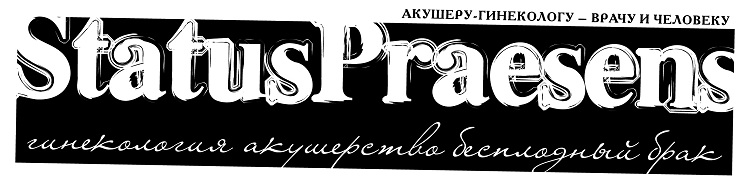 АКУШЕРУ-ГИНЕКОЛОГУ – ВРАЧУ И ЧЕЛОВЕКУ
StatusPraesens
гинекология акушерство бесплодный брак